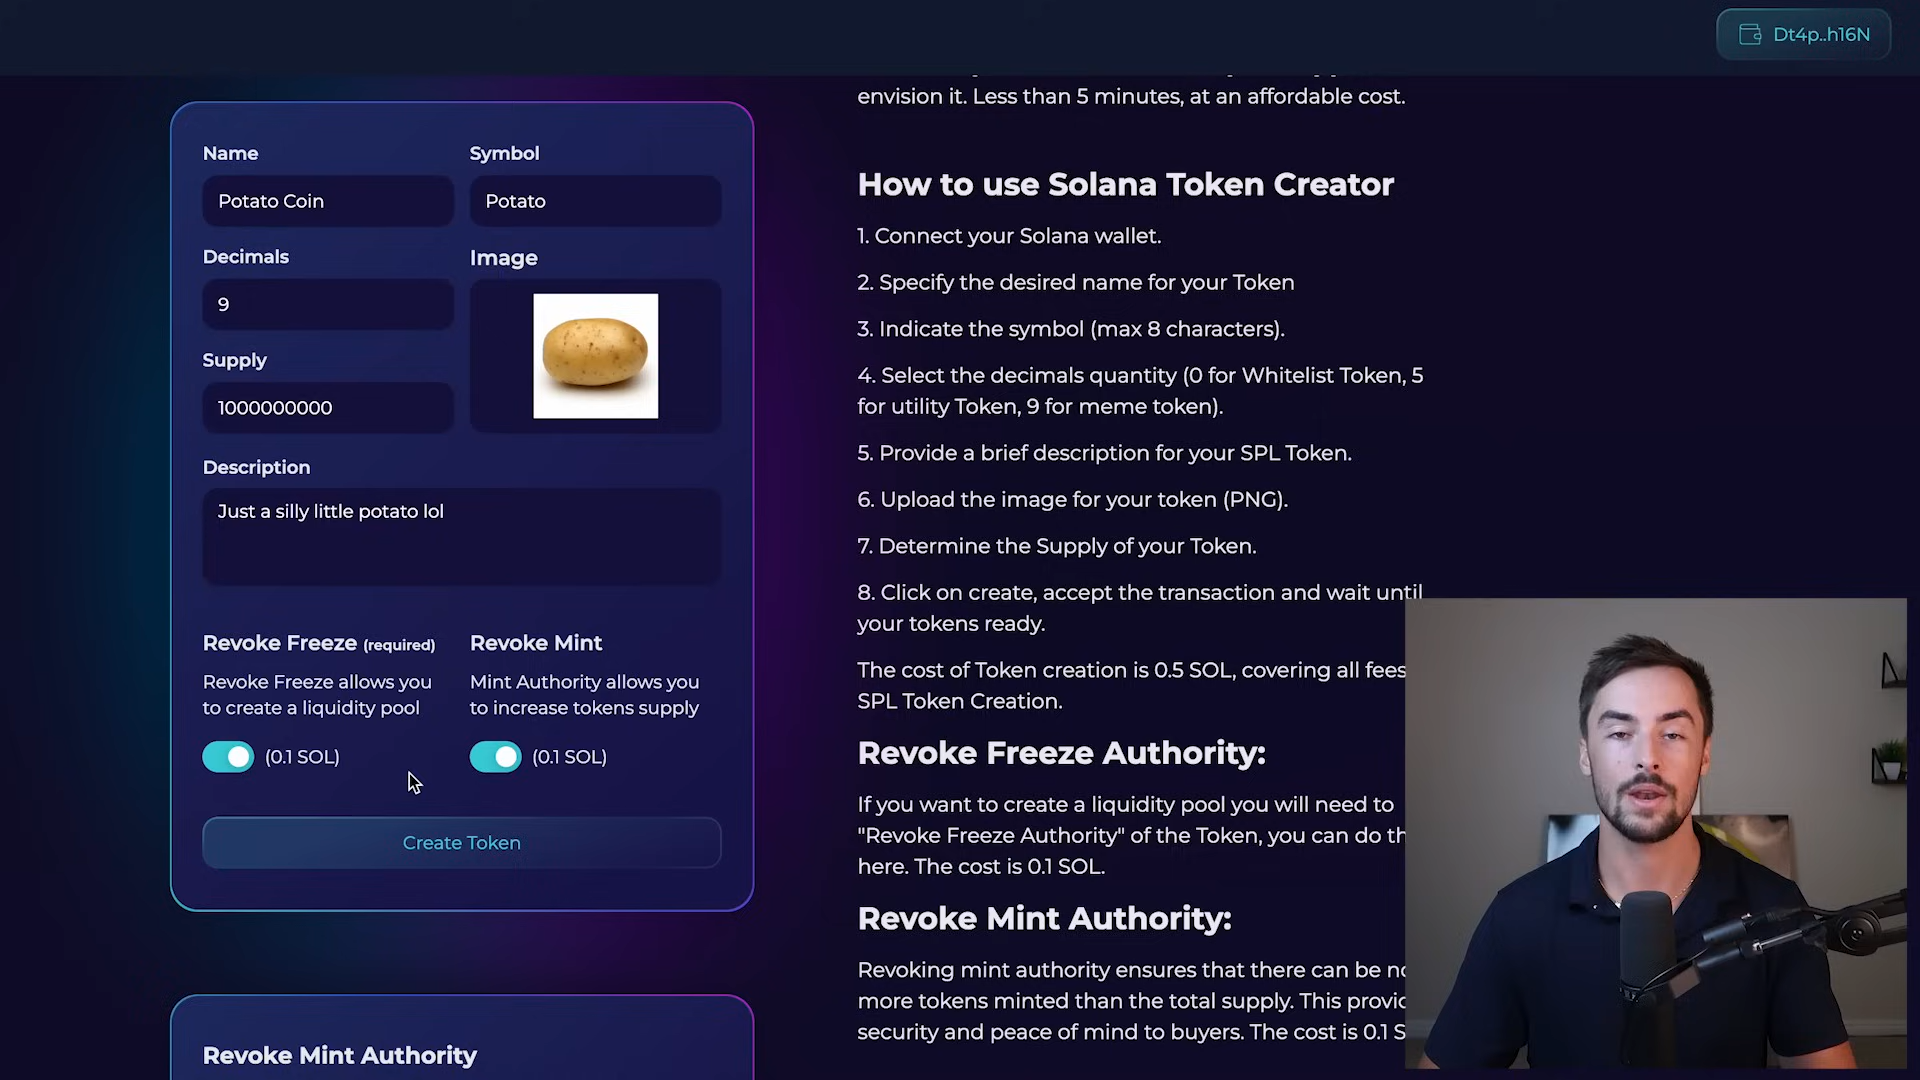 Dt4p..h16N
Name
Symbol
Potato Coin
Potato
Decimals
Image
9
Supply
1000000000
Description
Just a silly little potato lol
Revoke Freeze (required)
Revoke Mint
Revoke Freeze allows you
to create a liquidity pool
Mint Authority allows you
to increase tokens supply
(0.1 SOL)
(0.1 SOL)
Create Token
Revoke Mint Authority
envision it. Less than 5 minutes, at an affordable cost.
How to use Solana Token Creator
1. Connect your Solana wallet.
2. Specify the desired name for your Token
3. Indicate the symbol (max 8 characters).
4. Select the decimals quantity (0 for Whitelist Token, 5
for utility Token, 9 for meme token).
5. Provide a brief description for your SPL Token.
6. Upload the image for your token (PNG).
7. Determine the Supply of your Token.
8. Click on create, accept the transaction and wait until
your tokens ready.
The cost of Token creation is 0.5 SOL, covering all fees
SPL Token Creation.
Revoke Freeze Authority:
If you want to create a liquidity pool you will need to
"Revoke Freeze Authority" of the Token, you can do th
here. The cost is 0.1 SOL.
Revoke Mint Authority:
Revoking mint authority ensures that there can be no
more tokens minted than the total supply. This provid
security and peace of mind to buyers. The cost is 0.1 S